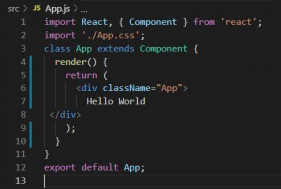 src > JS App.js > ...
1 import React, { Component } from 'react';
2 import './App.css';
3 class App extends Component {
4 render() {
5 return (
6 <div className="App">
7 Hello World
8 </div>
9 );
10 }
11 }
12 export default App;
13